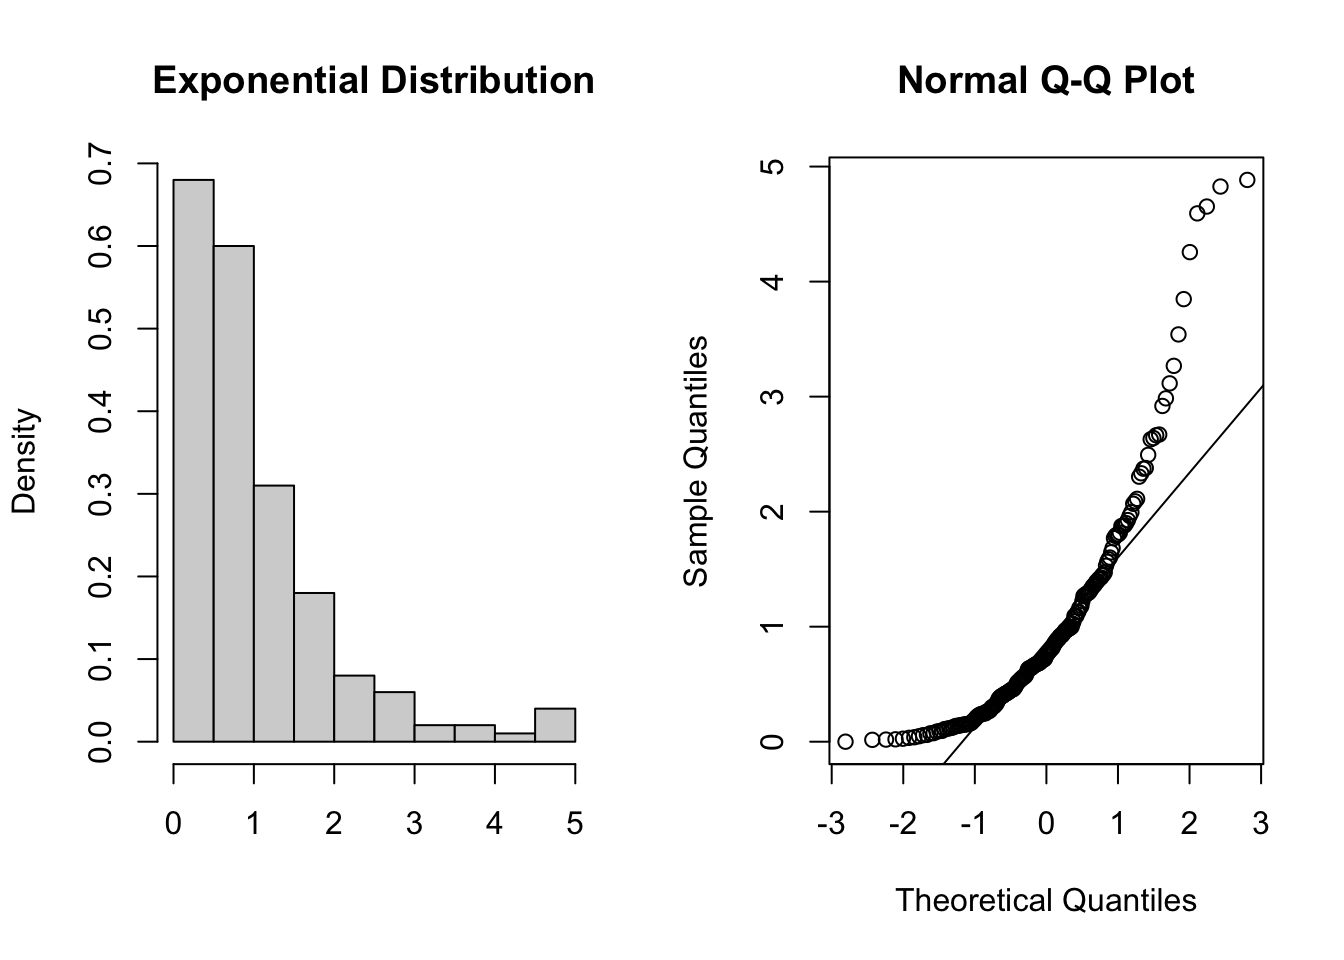 Exponential Distribution
Density
0.0 0.1 0.2 0.3 0.4 0.5 0.6 0.7
0 1 2 3 4 5
Normal Q-Q Plot
Sample Quantiles
0 1 2 3 4 5
-3 -2 -1 0 1 2 3
Theoretical Quantiles